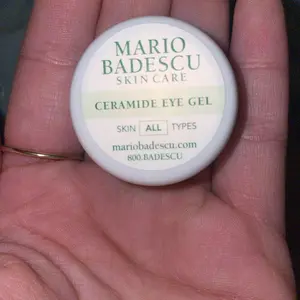 MARIO
BADESCU
SKIN CARE
CERAMIDE EYE GEL
SKIN ALL TYPES
mariobadescu.com
800.BADESCU